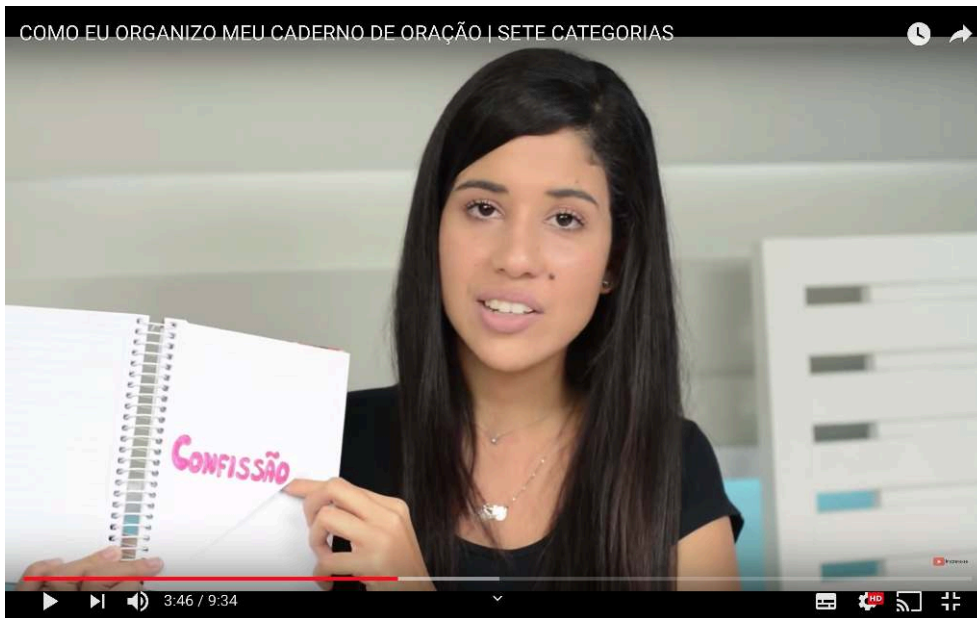 COMO EU ORGANIZO MEU CADERNO DE ORAÇÃO | SETE CATEGORIAS
CONFISSÃO
3:46 / 9:34
HD